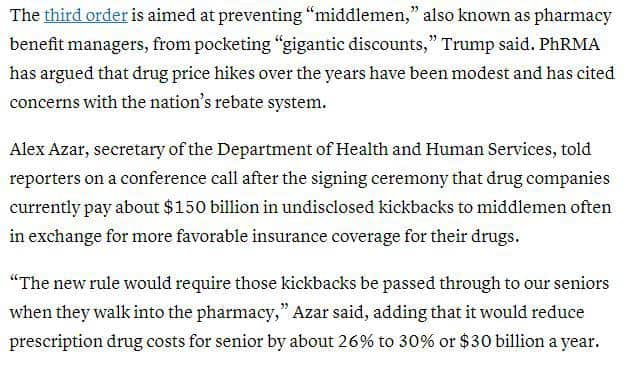 The third order is aimed at preventing “middlemen,” also known as pharmacy
benefit managers, from pocketing “gigantic discounts,” Trump said. PhRMA
has argued that drug price hikes over the years have been modest and has cited
concerns with the nation’s rebate system.
Alex Azar, secretary of the Department of Health and Human Services, told
reporters on a conference call after the signing ceremony that drug companies
currently pay about $150 billion in undisclosed kickbacks to middlemen often
in exchange for more favorable insurance coverage for their drugs.
“The new rule would require those kickbacks be passed through to our seniors
when they walk into the pharmacy,” Azar said, adding that it would reduce
prescription drug costs for senior by about 26% to 30% or $30 billion a year.